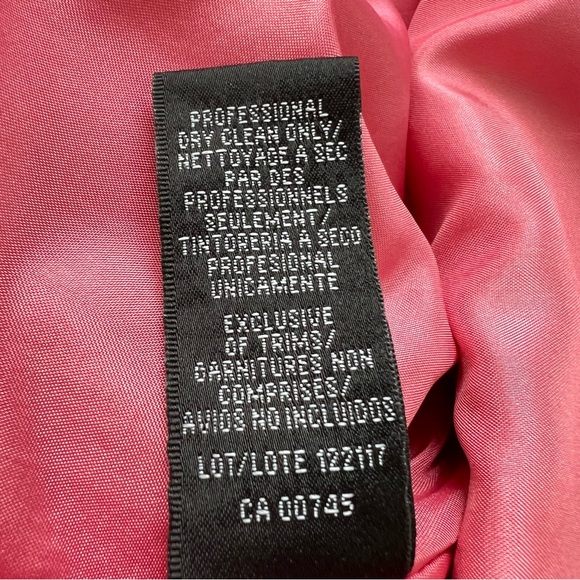 PROFESSIONAL
DRY CLEAN ONLY/
NETTOYAGE A SEC
PAR DES
PROFESSIONNELS
SEULEMENT/
TINTORERIA A SECO
PROFESIONAL
UNICAMENTE
EXCLUSIVE
OF TRIMS/
GARNITURES NON
COMPRISES/
AVIOS NO INCLUIDOS
LOT/LOTE 122117
CA 00745